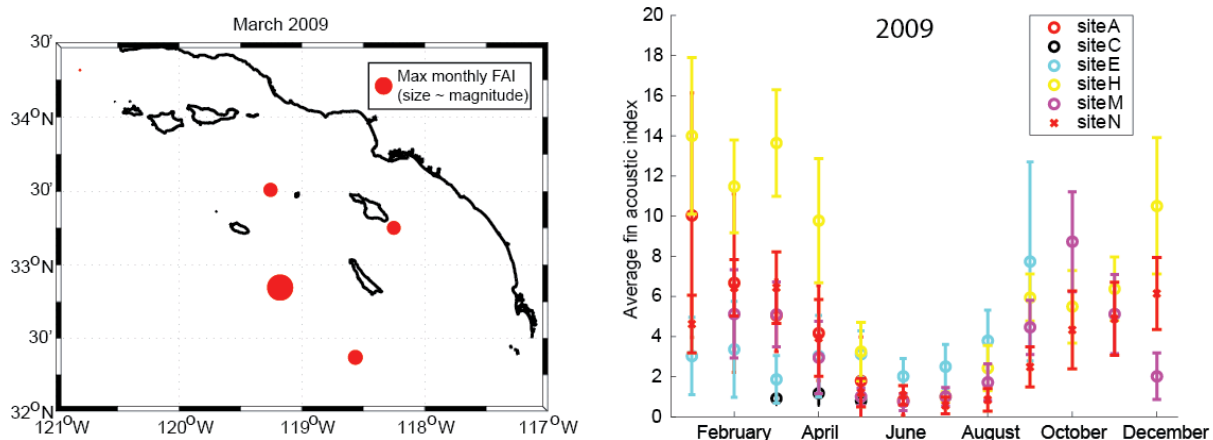 March 2009
30'
34°N
30'
33°N
30'
32°N
121°W
120°W
119°W
118°W
117°W
Max monthly FAI
(size ~ magnitude)
2009
20
18
16
14
12
10
8
6
4
2
0
Average fin acoustic index
February
April
June
August
October
December
siteA
siteC
siteE
siteH
siteM
siteN